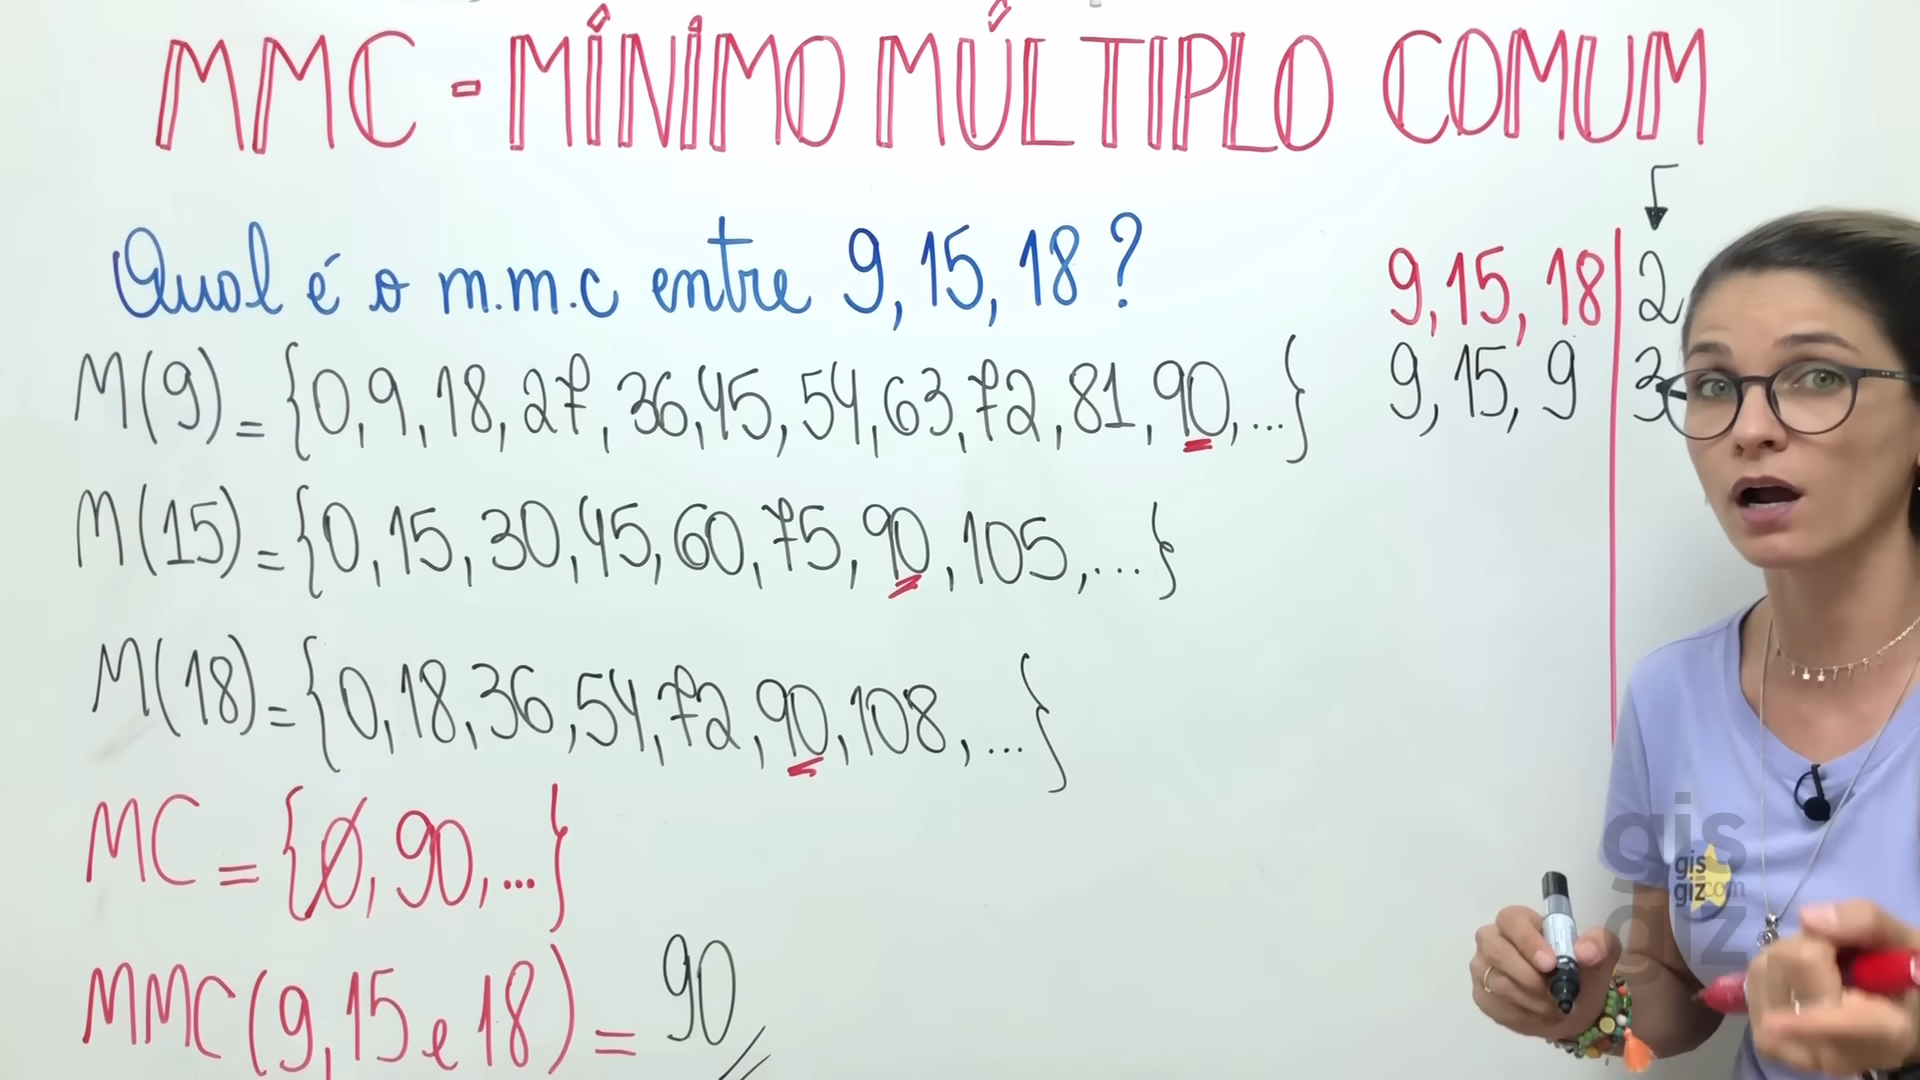 MMC - MÍNIMO MÚLTIPLO COMUM
Qual é o m.m.c entre 9, 15, 18 ?
M(9) = {0, 9, 18, 27, 36, 45, 54, 63, 72, 81, 90, ...}
M(15) = {0, 15, 30, 45, 60, 75, 90, 105, ...}
M(18) = {0, 18, 36, 54, 72, 90, 108, ...}
MC = {0, 90, ...}
MMC (9, 15 e 18) = 90
9, 15, 18 | 2
9, 15, 9 | 3
gis
giz
gis
giz.com